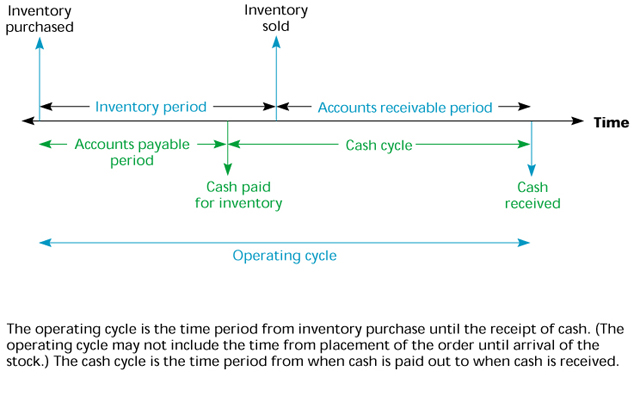 Inventory
purchased
Inventory
sold
Inventory period
Accounts receivable period
Time
Accounts payable
period
Cash cycle
Cash paid
for inventory
Cash
received
Operating cycle
The operating cycle is the time period from inventory purchase until the receipt of cash. (The
operating cycle may not include the time from placement of the order until arrival of the
stock.) The cash cycle is the time period from when cash is paid out to when cash is received.